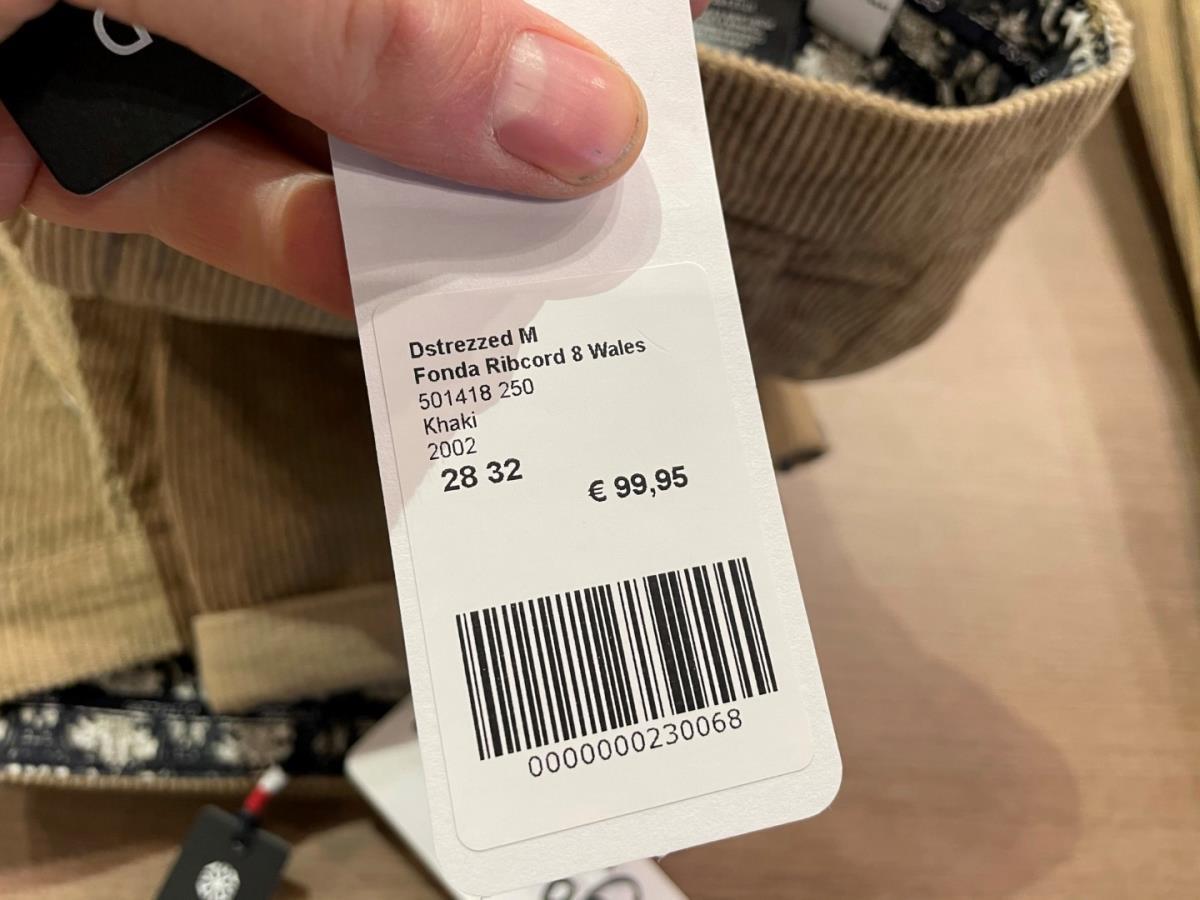 Dstrezzed M
Fonda Ribcord 8 Wales
501418 250
Khaki
2002
28 32
€ 99,95
0000000230068